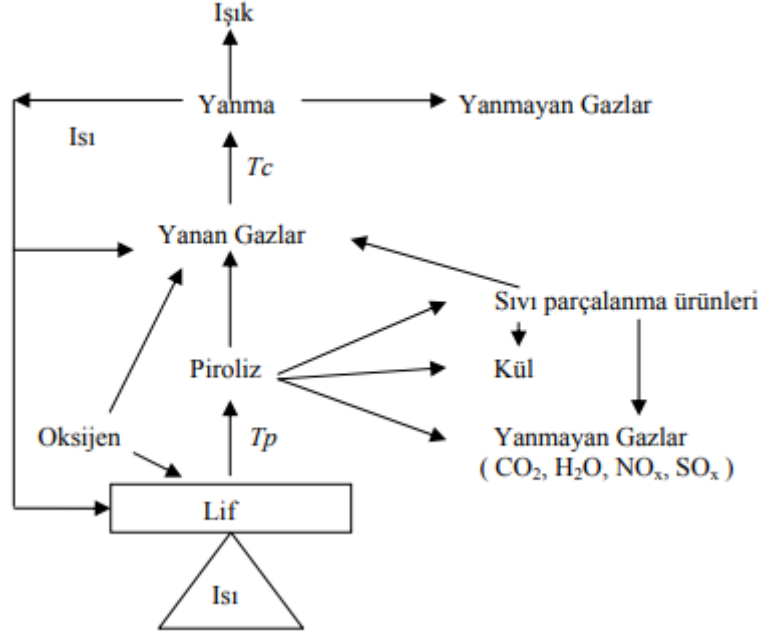 Işık
Yanma
Yanmayan Gazlar
Isı
Tc
Yanan Gazlar
Sıvı parçalanma ürünleri
Piroliz
Kül
Oksijen
Tp
Yanmayan Gazlar
( CO₂, H₂O, NOₓ, SOₓ )
Lif
Isı